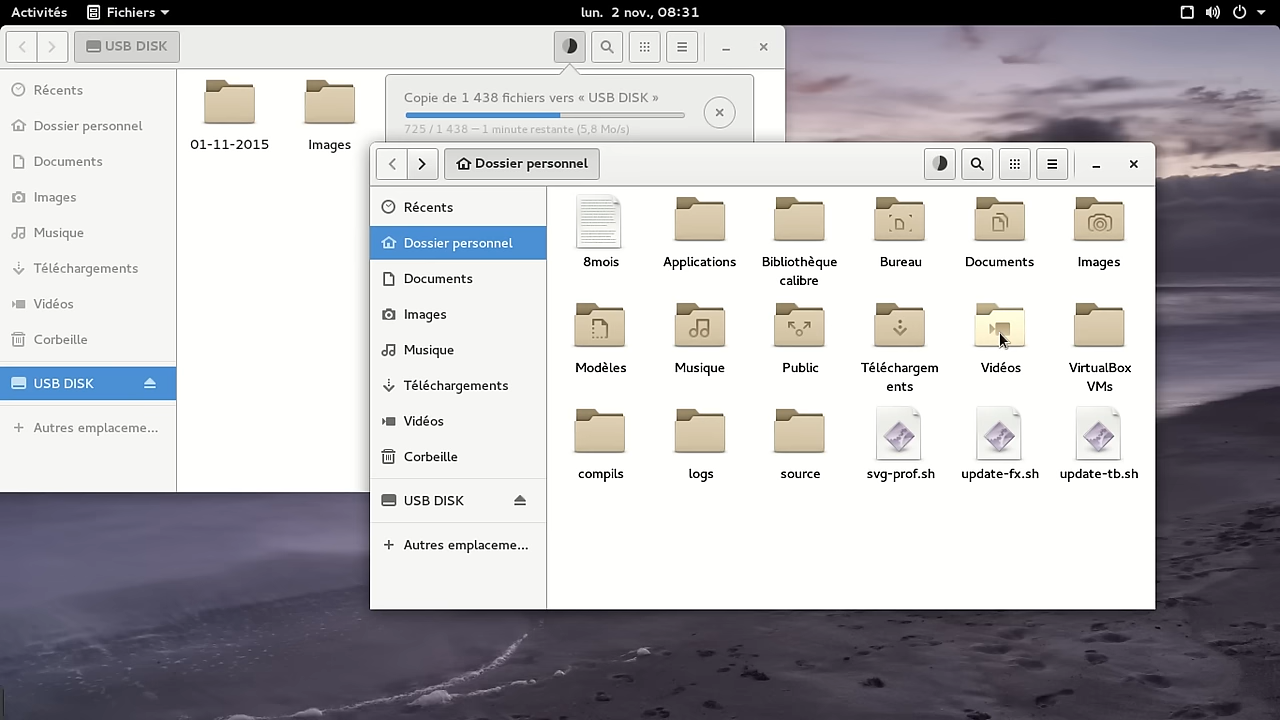 Activités
Fichiers
lun. 2 nov., 08:31
USB DISK
Récents
Dossier personnel
Documents
Images
Musique
Téléchargements
Vidéos
Corbeille
USB DISK
Autres emplaceme...
01-11-2015
Images
Copie de 1 438 fichiers vers « USB DISK »
725 / 1 438 — 1 minute restante (5,8 Mo/s)
Dossier personnel
Récents
Dossier personnel
Documents
Images
Musique
Téléchargements
Vidéos
Corbeille
USB DISK
Autres emplaceme...
8mois
Applications
Bibliothèque
calibre
Bureau
Documents
Images
Modèles
Musique
Public
Téléchargem
ents
Vidéos
VirtualBox
VMs
compils
logs
source
svg-prof.sh
update-fx.sh
update-tb.sh